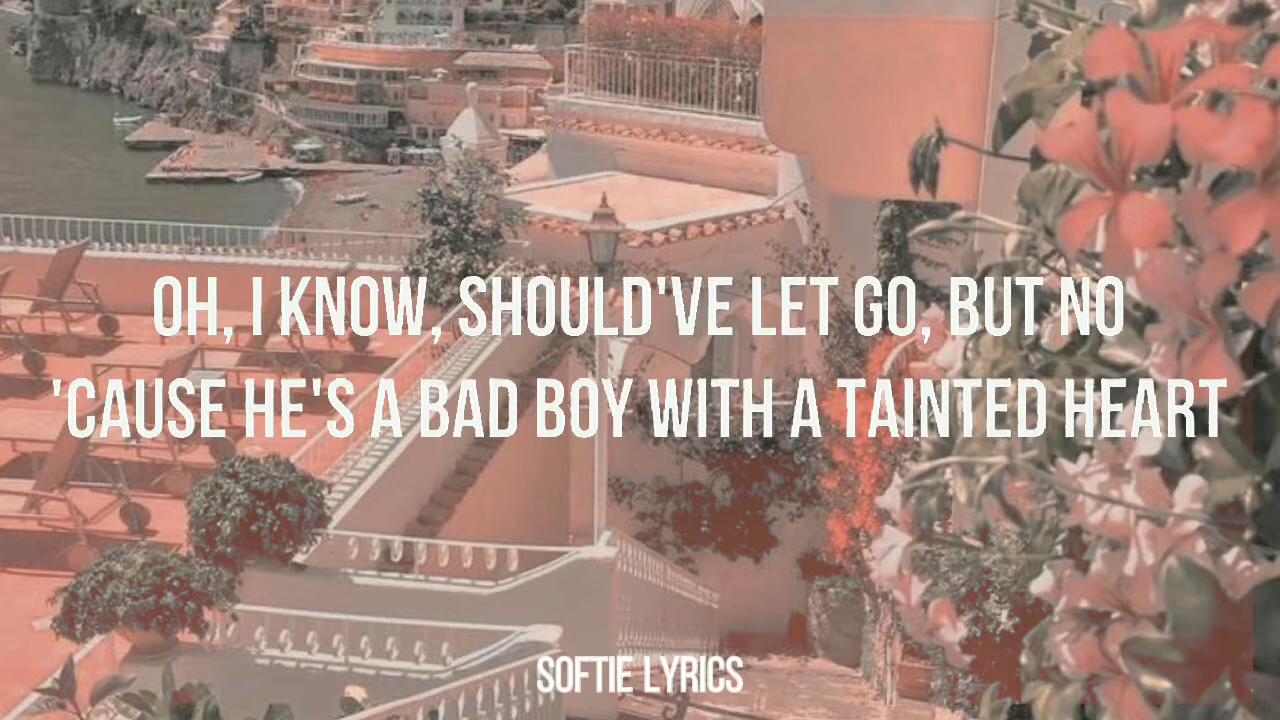 OH, I KNOW, SHOULD'VE LET GO, BUT NO
'CAUSE HE'S A BAD BOY WITH A TAINTED HEART
SOFTIE LYRICS